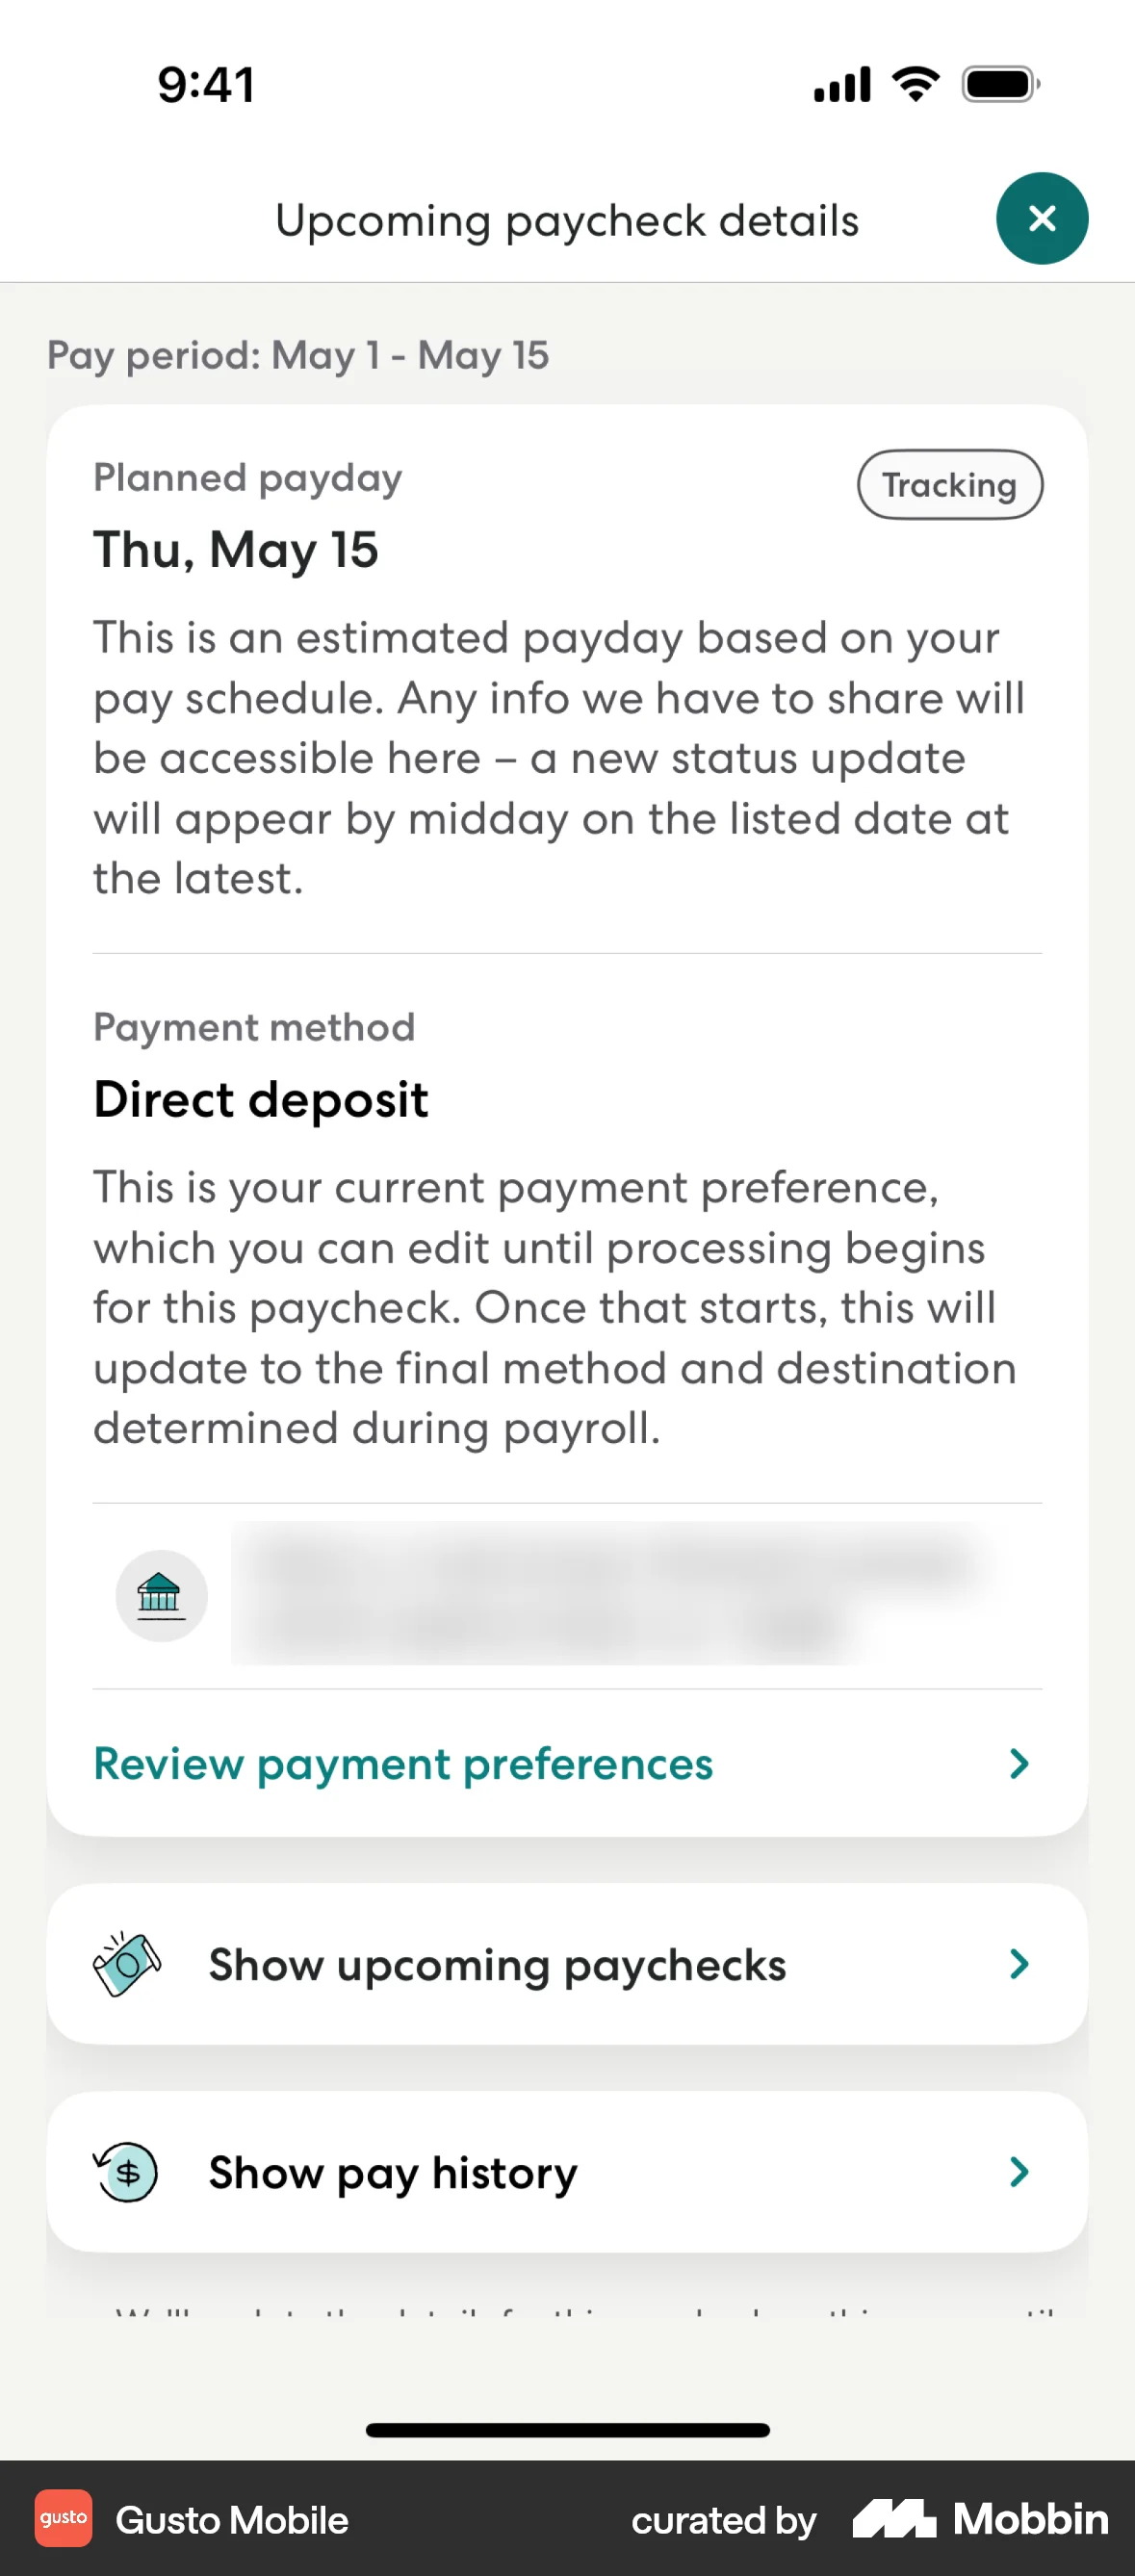 9:41
Upcoming paycheck details
Pay period: May 1 - May 15
Planned payday
Tracking
Thu, May 15
This is an estimated payday based on your
pay schedule. Any info we have to share will
be accessible here – a new status update
will appear by midday on the listed date at
the latest.
Payment method
Direct deposit
This is your current payment preference,
which you can edit until processing begins
for this paycheck. Once that starts, this will
update to the final method and destination
determined during payroll.
Review payment preferences
Show upcoming paychecks
$
Show pay history
gusto
Gusto Mobile
curated by
Mobbin